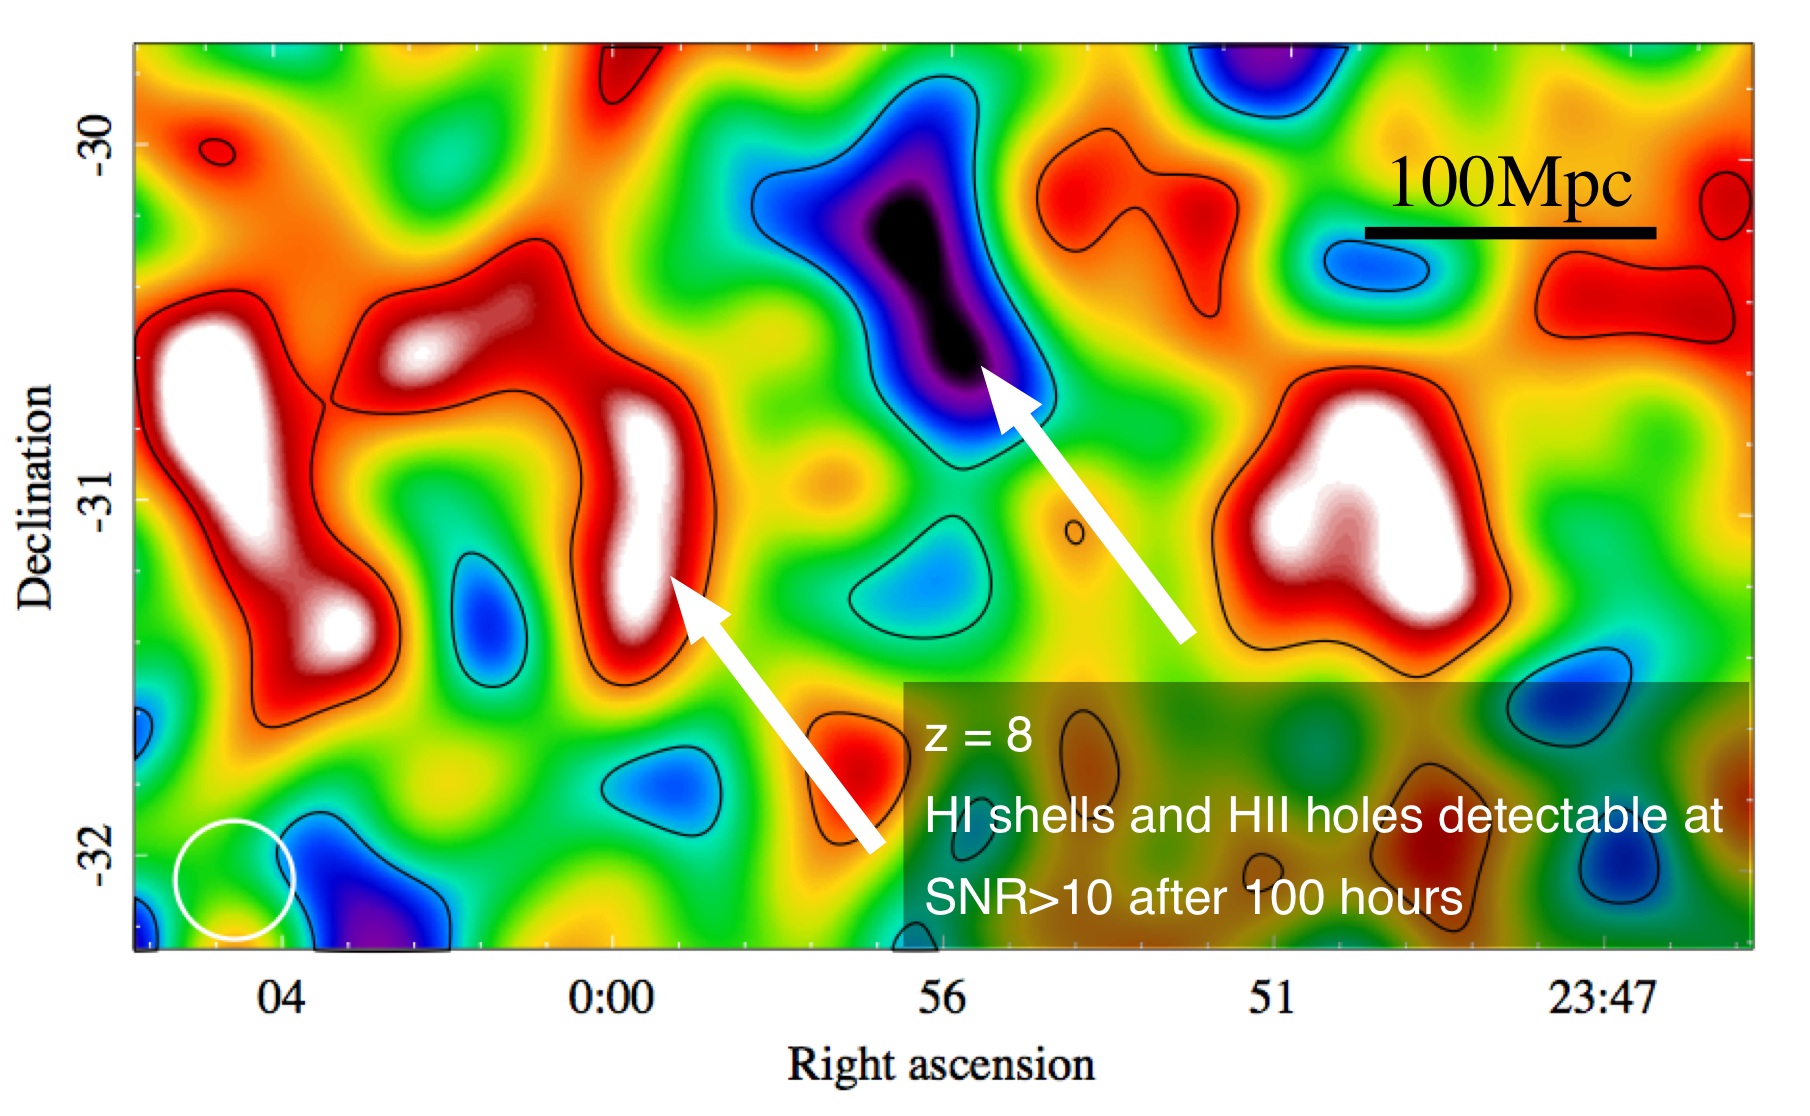 -30
100Mpc
-31
Declination
z = 8
HI shells and HII holes detectable at
SNR>10 after 100 hours
-32
04
0:00
56
51
23:47
Right ascension